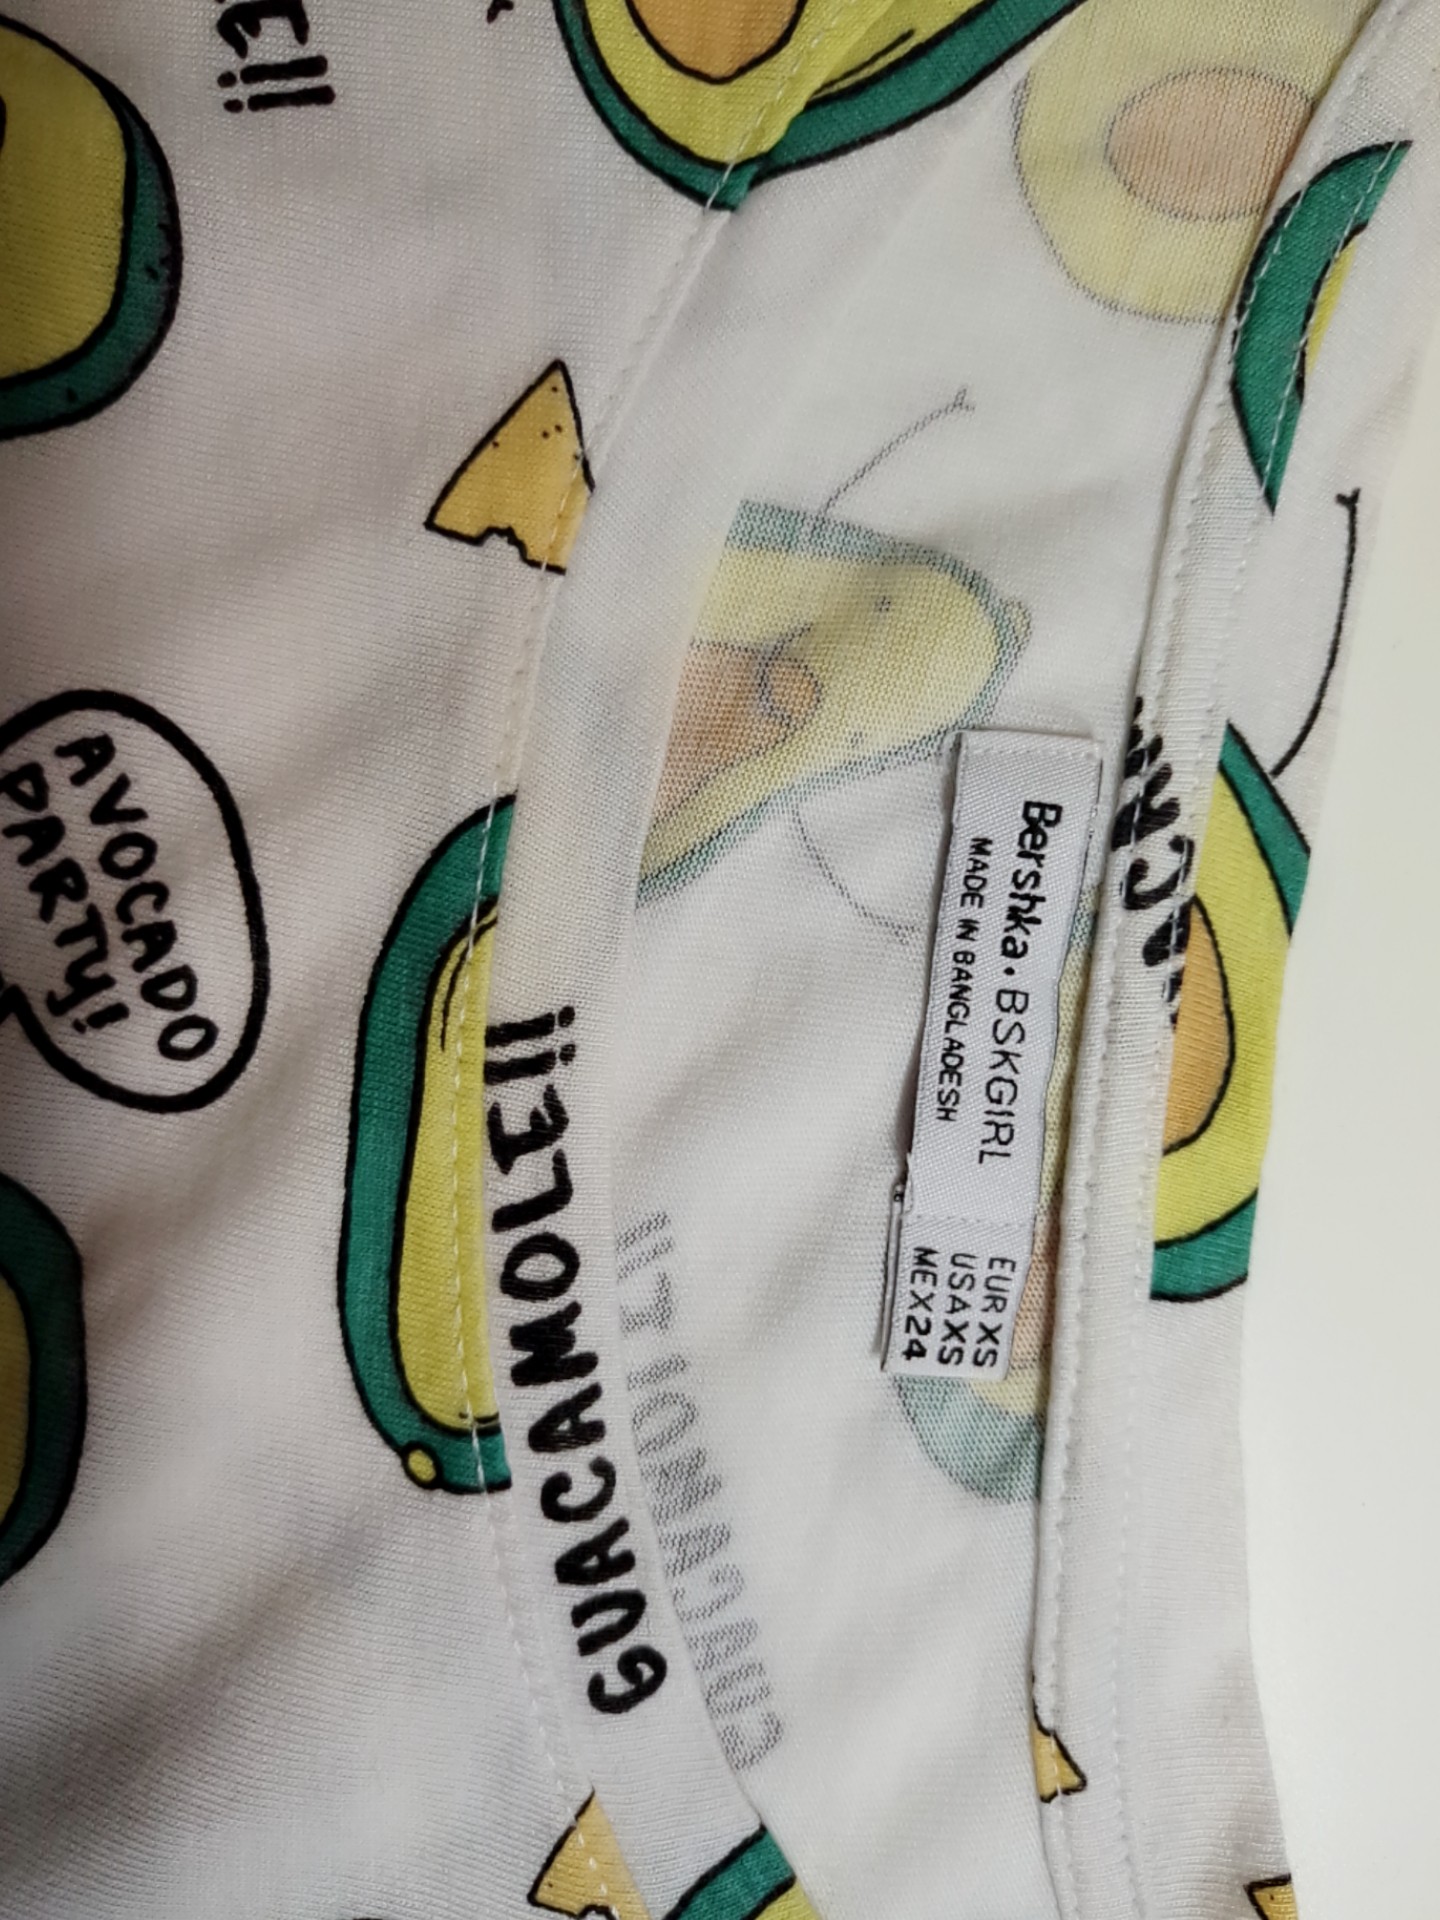 AVOCADO
PARTY!
GUACAMOLE!!
Bershka • BSKGIRL
MADE IN BANGLADESH
EUR XS
USA XS
MEX 24